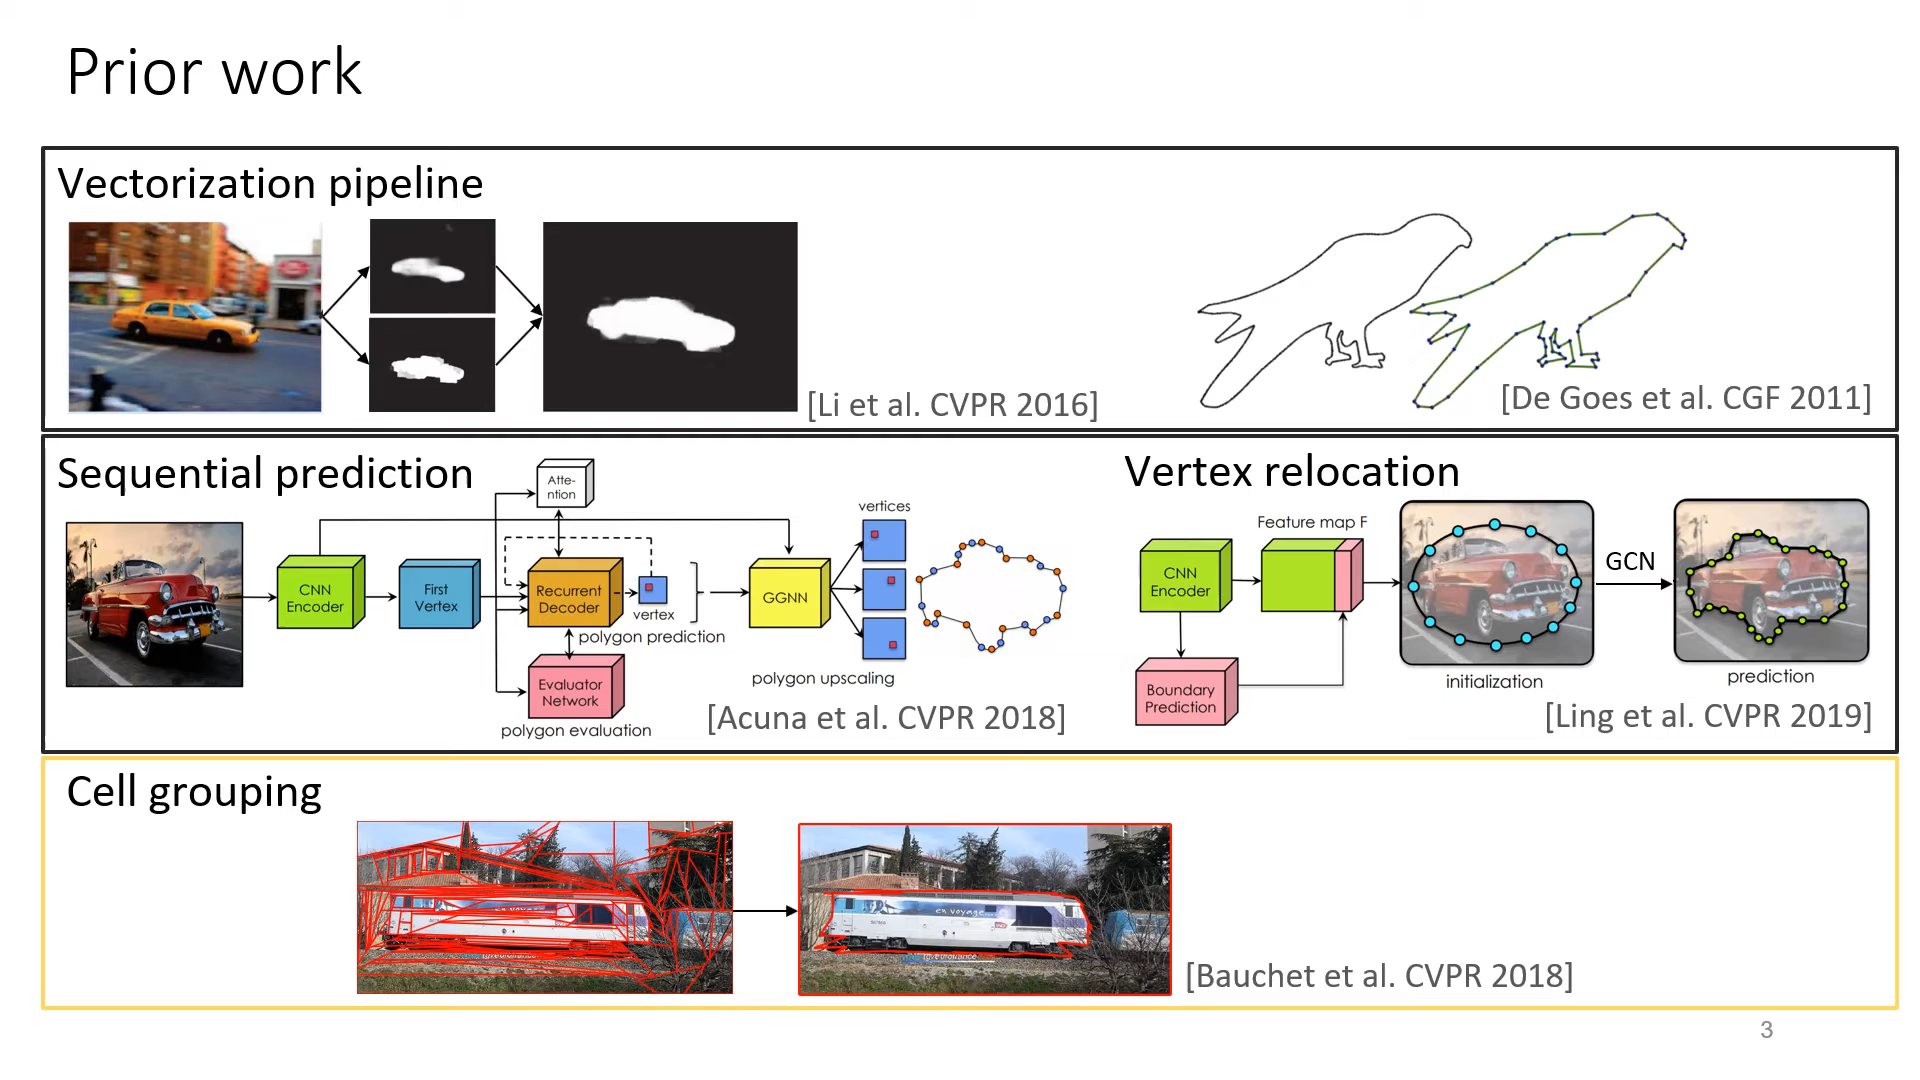 Prior work
Vectorization pipeline
[Li et al. CVPR 2016]
[De Goes et al. CGF 2011]
Sequential prediction
Atte-
ntion
CNN
Encoder
First
Vertex
Recurrent
Decoder
vertex
polygon prediction
Evaluator
Network
polygon evaluation
GGNN
polygon upscaling
vertices
[Acuna et al. CVPR 2018]
Vertex relocation
CNN
Encoder
Feature map F
Boundary
Prediction
initialization
GCN
prediction
[Ling et al. CVPR 2019]
Cell grouping
en voyage...
[Bauchet et al. CVPR 2018]
3